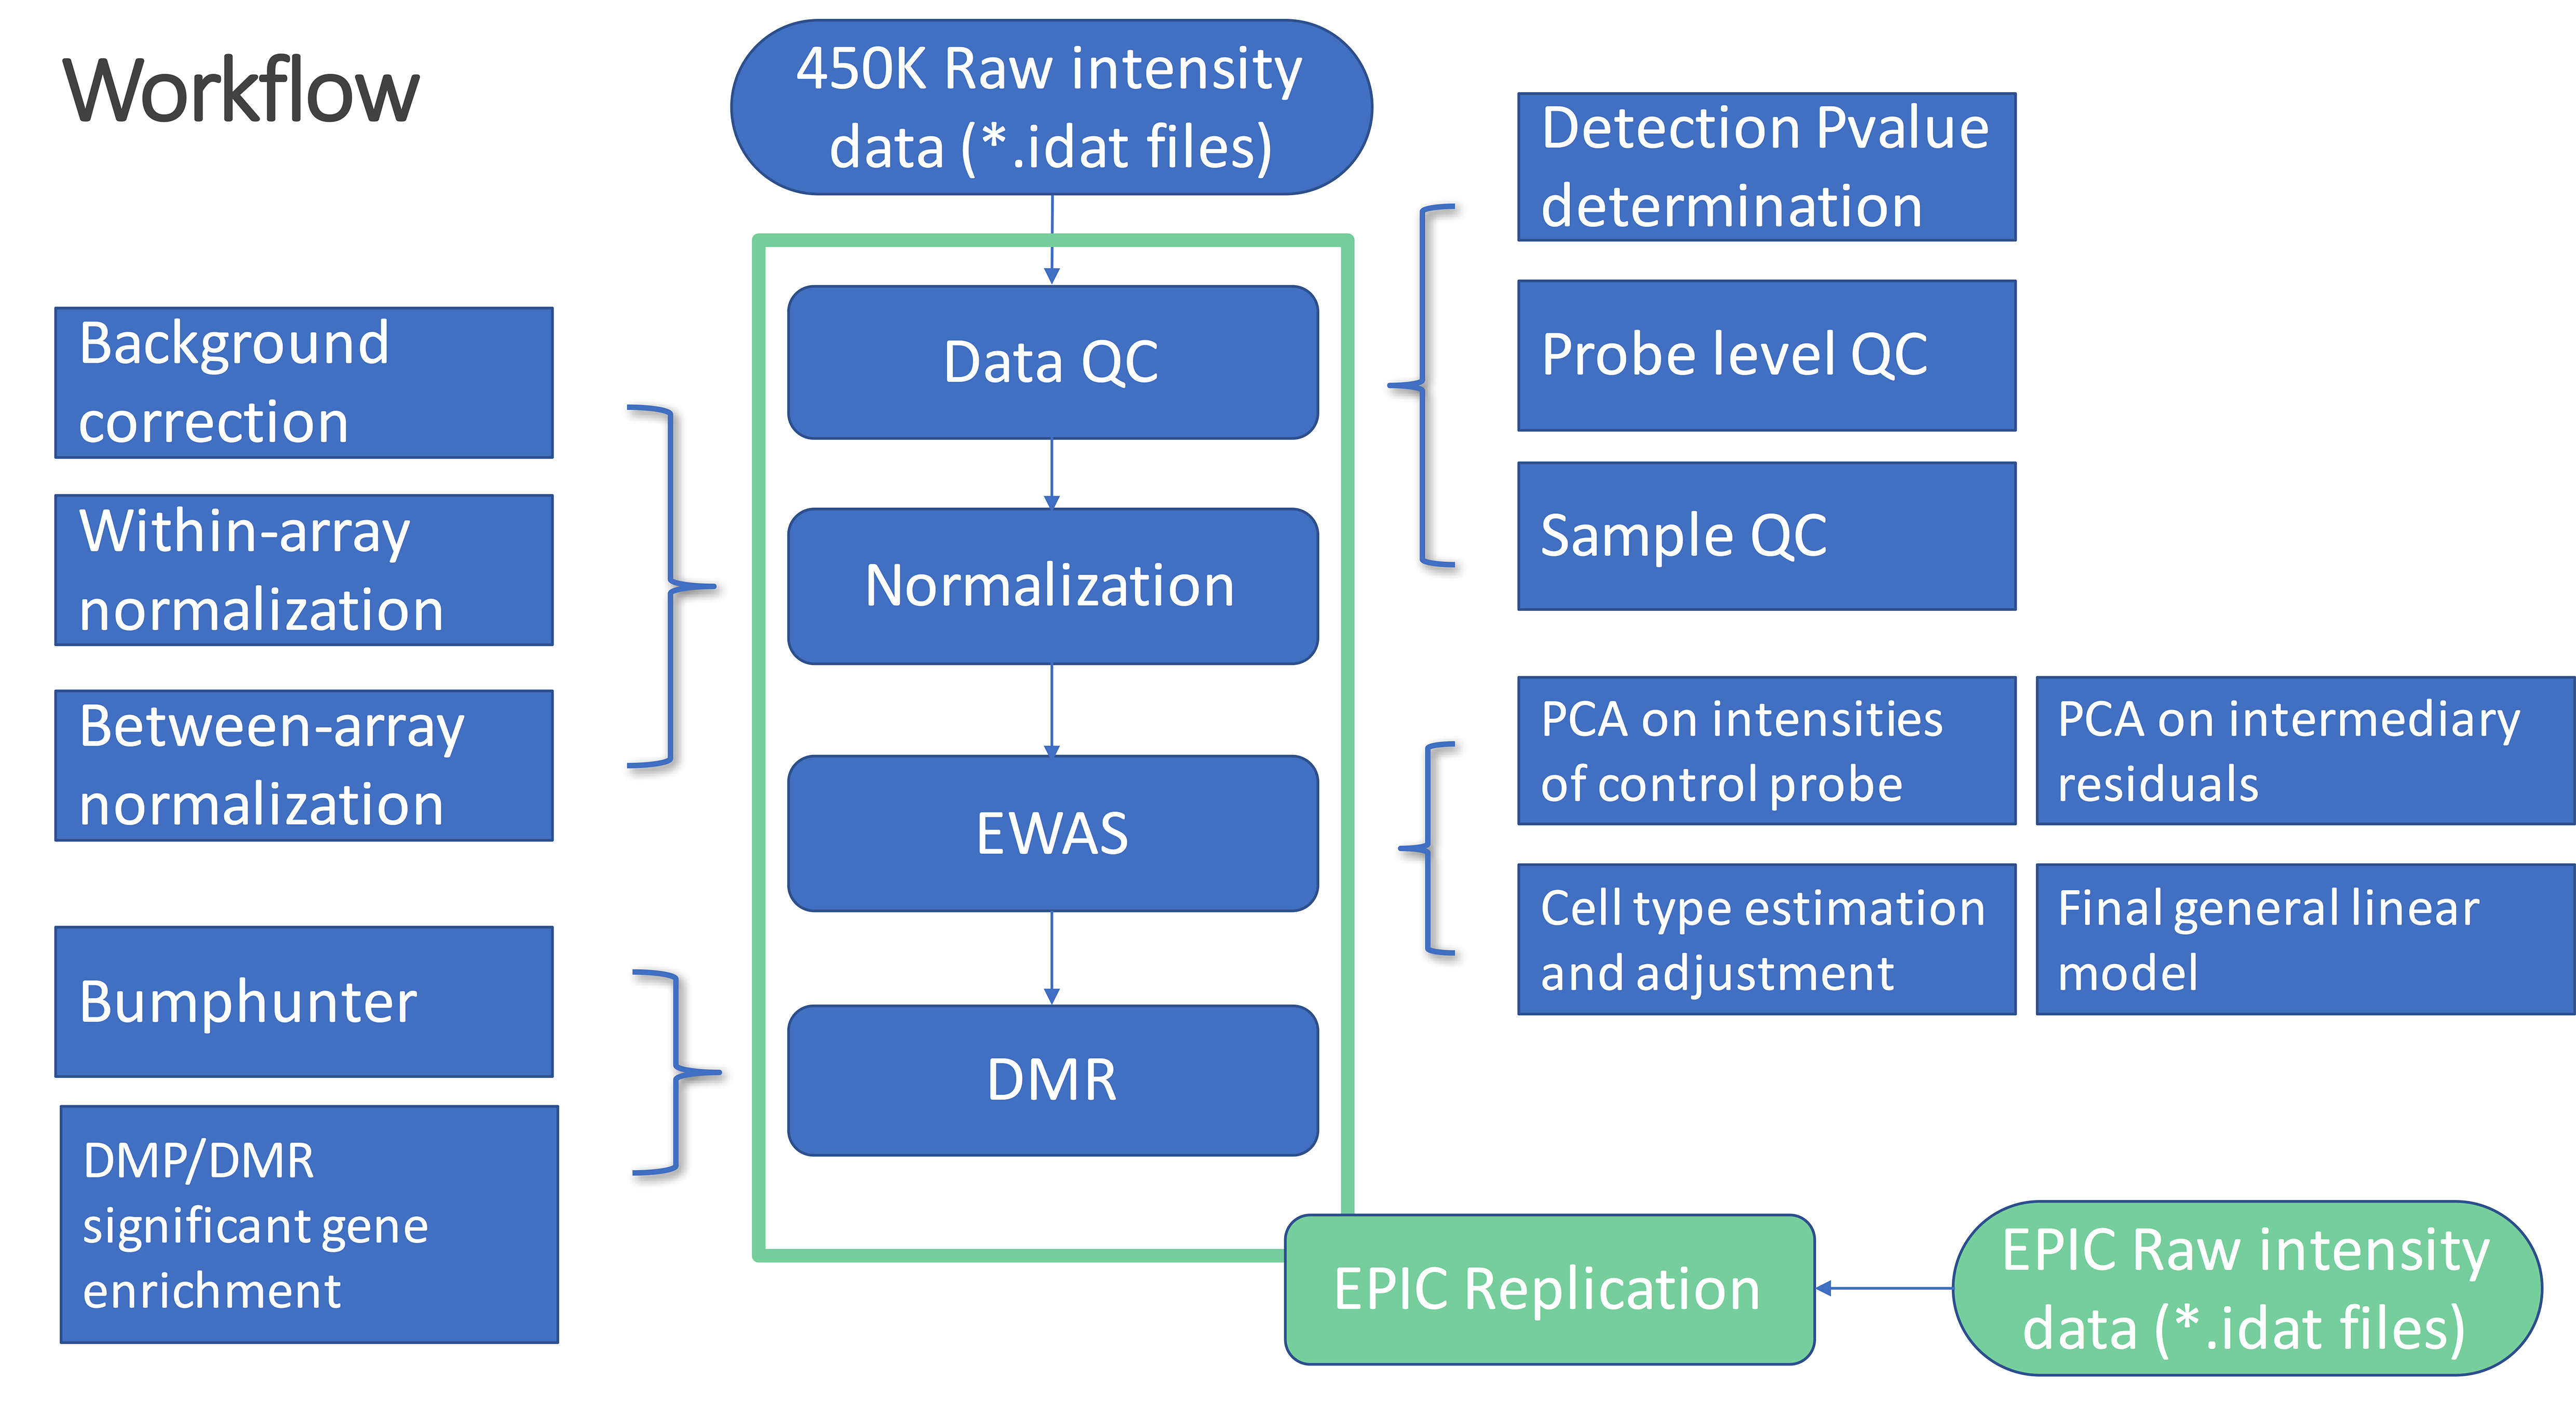 Workflow
450K Raw intensity
data (*.idat files)
Data QC
Normalization
EWAS
DMR
Detection Pvalue
determination
Probe level QC
Sample QC
Background
correction
Within-array
normalization
Between-array
normalization
PCA on intensities
of control probe
PCA on intermediary
residuals
Cell type estimation
and adjustment
Final general linear
model
Bumphunter
DMP/DMR
significant gene
enrichment
EPIC Replication
EPIC Raw intensity
data (*.idat files)